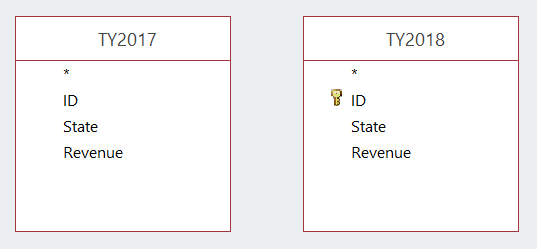 TY2017
*
ID
State
Revenue
TY2018
*
ID
State
Revenue